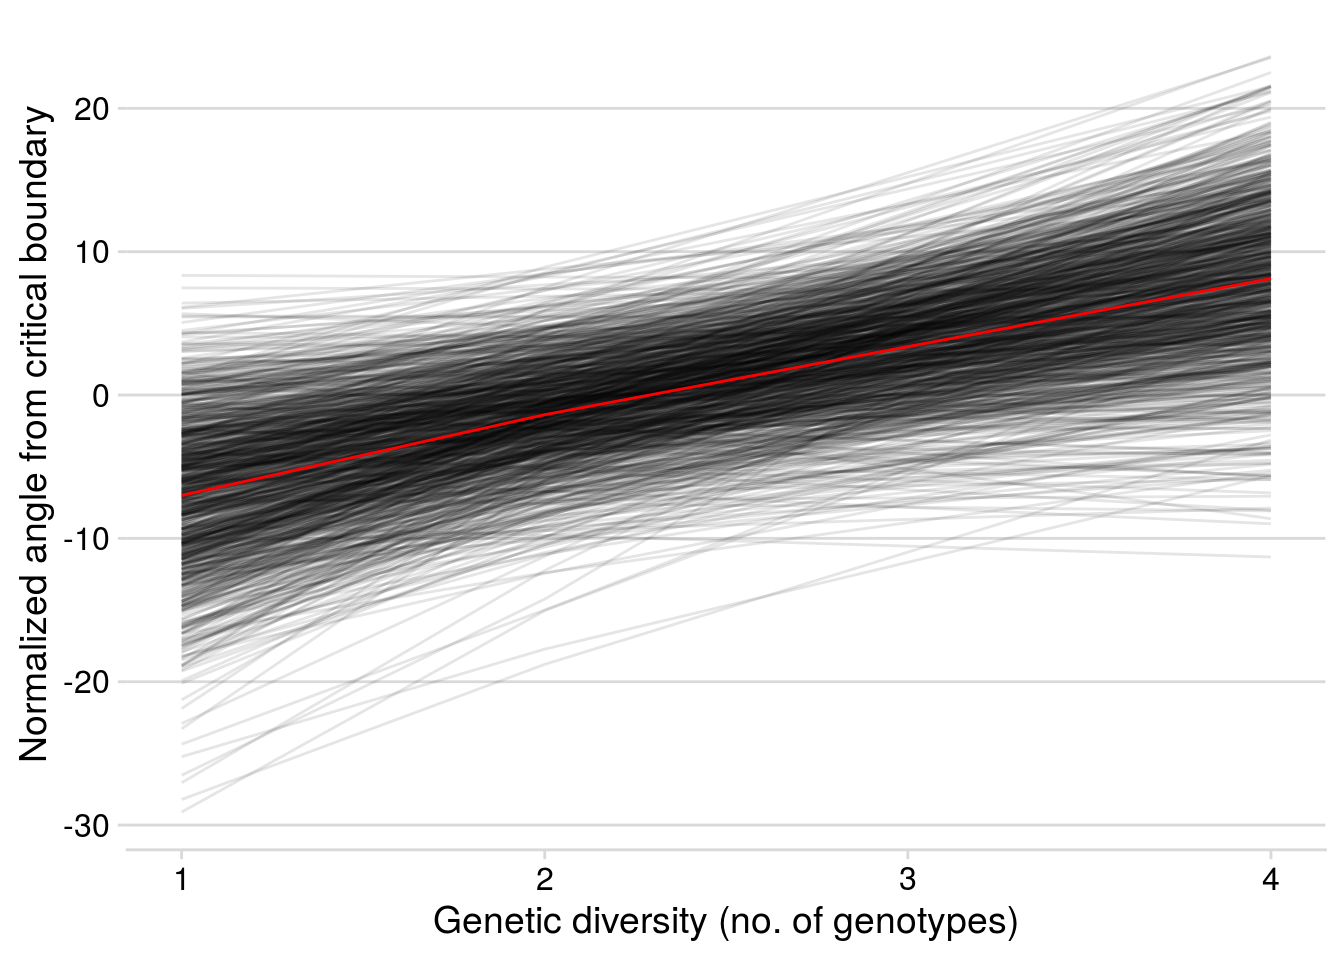 Normalized angle from critical boundary
20
10
0
-10
-20
-30
1 2 3 4
Genetic diversity (no. of genotypes)